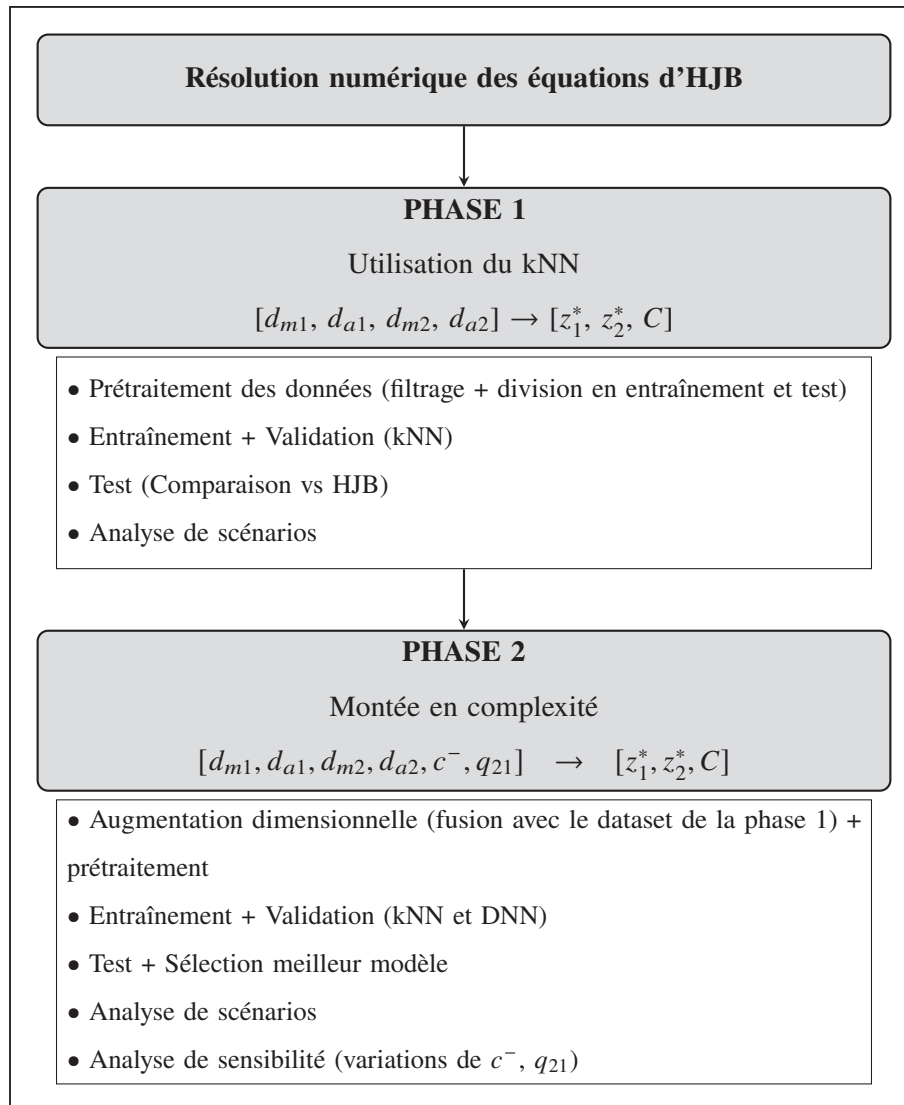 Résolution numérique des équations d'HJB
PHASE 1
Utilisation du kNN
[d_{m1}, d_{a1}, d_{m2}, d_{a2}] → [z_1^*, z_2^*, C]
• Prétraitement des données (filtrage + division en entraînement et test)
• Entraînement + Validation (kNN)
• Test (Comparaison vs HJB)
• Analyse de scénarios
PHASE 2
Montée en complexité
[d_{m1}, d_{a1}, d_{m2}, d_{a2}, c^-, q_{21}] → [z_1^*, z_2^*, C]
• Augmentation dimensionnelle (fusion avec le dataset de la phase 1) +
prétraitement
• Entraînement + Validation (kNN et DNN)
• Test + Sélection meilleur modèle
• Analyse de scénarios
• Analyse de sensibilité (variations de c^-, q_{21})